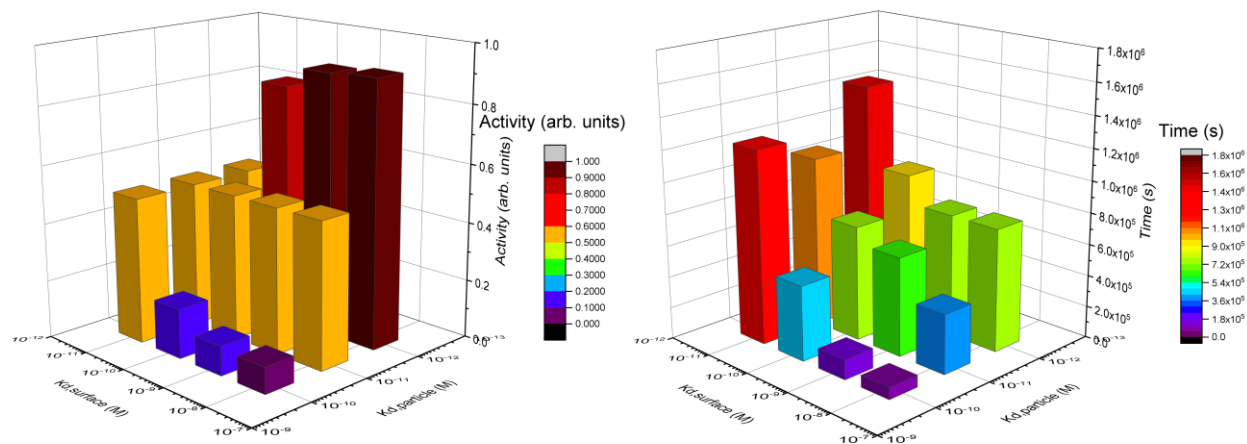 1.0
0.8
0.6
0.4
0.2
0.0
Activity (arb. units)
Activity (arb. units)
1.000
0.9000
0.8000
0.7000
0.6000
0.5000
0.4000
0.3000
0.2000
0.1000
0.000
10⁻¹²
10⁻¹¹
10⁻¹⁰
10⁻⁹
10⁻⁸
10⁻⁷
Kd,surface (M)
10⁻⁹
10⁻¹⁰
10⁻¹¹
10⁻¹²
⁻¹³
Kd,particle (M)
1.8x10⁶
1.6x10⁶
1.4x10⁶
1.2x10⁶
1.0x10⁶
8.0x10⁵
6.0x10⁵
4.0x10⁵
2.0x10⁵
0.0
Time (s)
Time (s)
1.8x10⁶
1.6x10⁶
1.4x10⁶
1.3x10⁶
1.1x10⁶
9.0x10⁵
7.2x10⁵
5.4x10⁵
3.6x10⁵
1.8x10⁵
0.0
10⁻¹²
10⁻¹¹
10⁻¹⁰
10⁻⁹
10⁻⁸
10⁻⁷
Kd,surface (M)
10⁻⁹
10⁻¹⁰
10⁻¹¹
10⁻¹²
⁻¹³
Kd,particle (M)